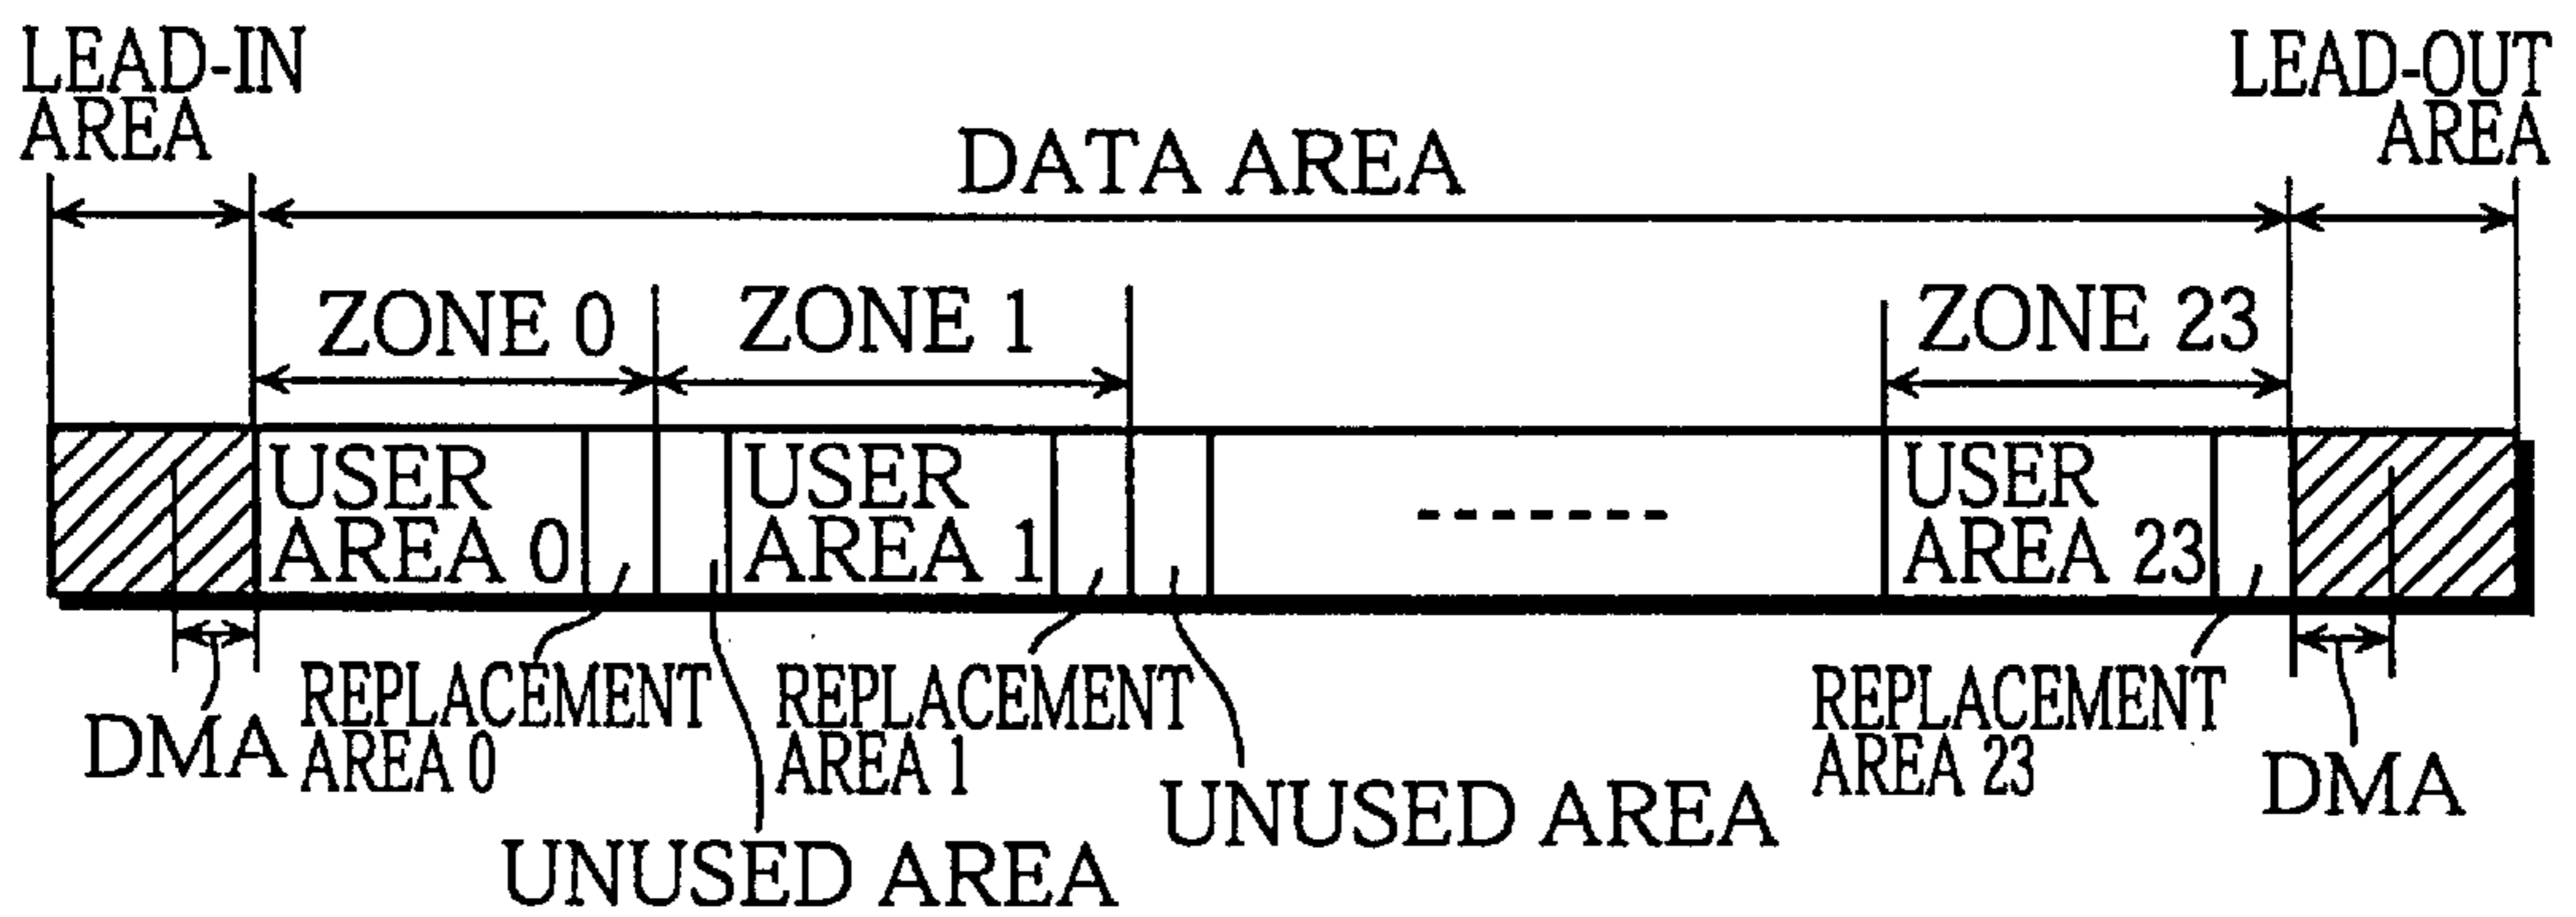 LEAD-IN
AREA
DATA AREA
LEAD-OUT
AREA
ZONE 0
ZONE 1
ZONE 23
USER
AREA 0
USER
AREA 1
-------
USER
AREA 23
DMA
REPLACEMENT
AREA 0
UNUSED AREA
REPLACEMENT
AREA 1
UNUSED AREA
REPLACEMENT
AREA 23
DMA